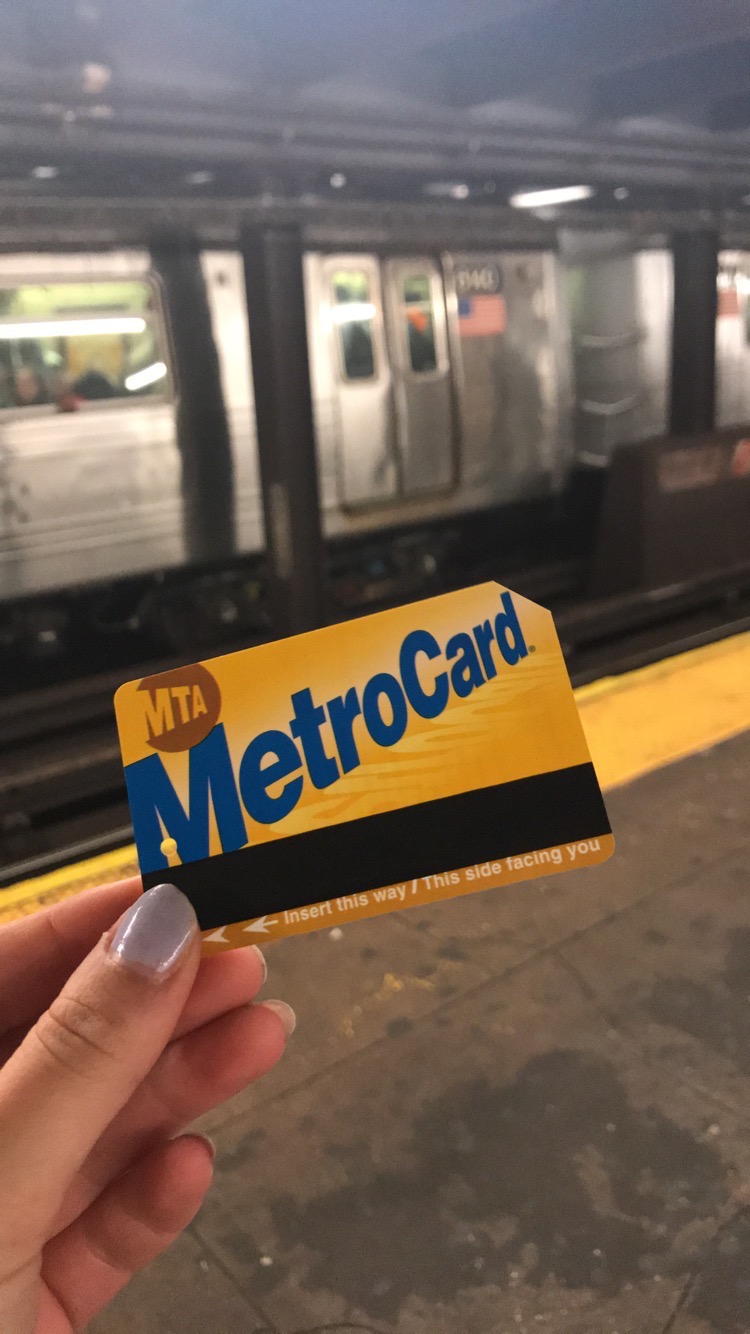 MTA
MetroCard
Insert this way / This side facing you